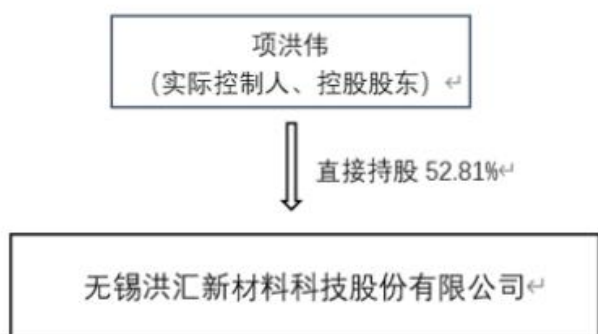 项洪伟
（实际控制人、控股股东）↵
直接持股 52.81%↵
无锡洪汇新材料科技股份有限公司↵